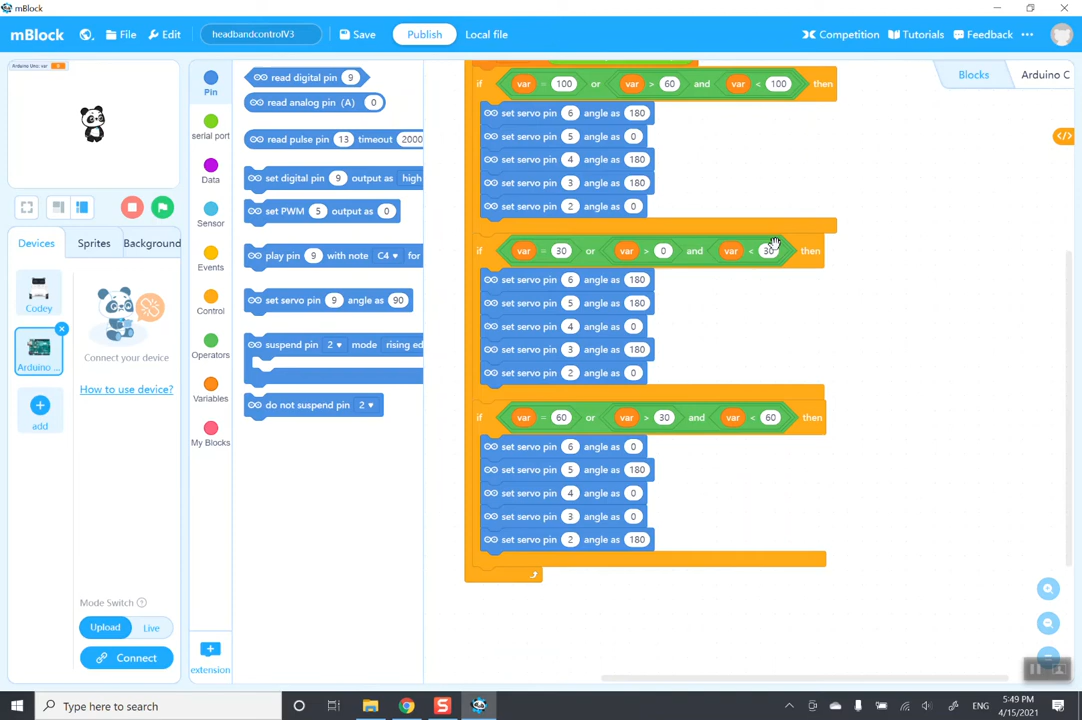 mBlock
mBlock File Edit headbandcontrolV3 Save Publish Local file Competition Tutorials Feedback
Pin
serial port
Data
Sensor
Events
Control
Operators
Variables
My Blocks
extension
read digital pin 9
read analog pin (A) 0
read pulse pin 13 timeout 2000
set digital pin 9 output as high
set PWM 5 output as 0
play pin 9 with note C4 for
set servo pin 9 angle as 90
suspend pin 2 mode rising ed
do not suspend pin 2
Blocks Arduino C
if var = 100 or var > 60 and var < 100 then
set servo pin 6 angle as 180
set servo pin 5 angle as 0
set servo pin 4 angle as 180
set servo pin 3 angle as 180
set servo pin 2 angle as 0
if var = 30 or var > 0 and var < 30 then
set servo pin 6 angle as 180
set servo pin 5 angle as 180
set servo pin 4 angle as 0
set servo pin 3 angle as 180
set servo pin 2 angle as 0
if var = 60 or var > 30 and var < 60 then
set servo pin 6 angle as 0
set servo pin 5 angle as 180
set servo pin 4 angle as 0
set servo pin 3 angle as 0
set servo pin 2 angle as 180
Devices Sprites Background
Codey
Arduino ...
add
Connect your device
How to use device?
Mode Switch
Upload Live
Connect
Type here to search
ENG
5:49 PM
4/15/2021